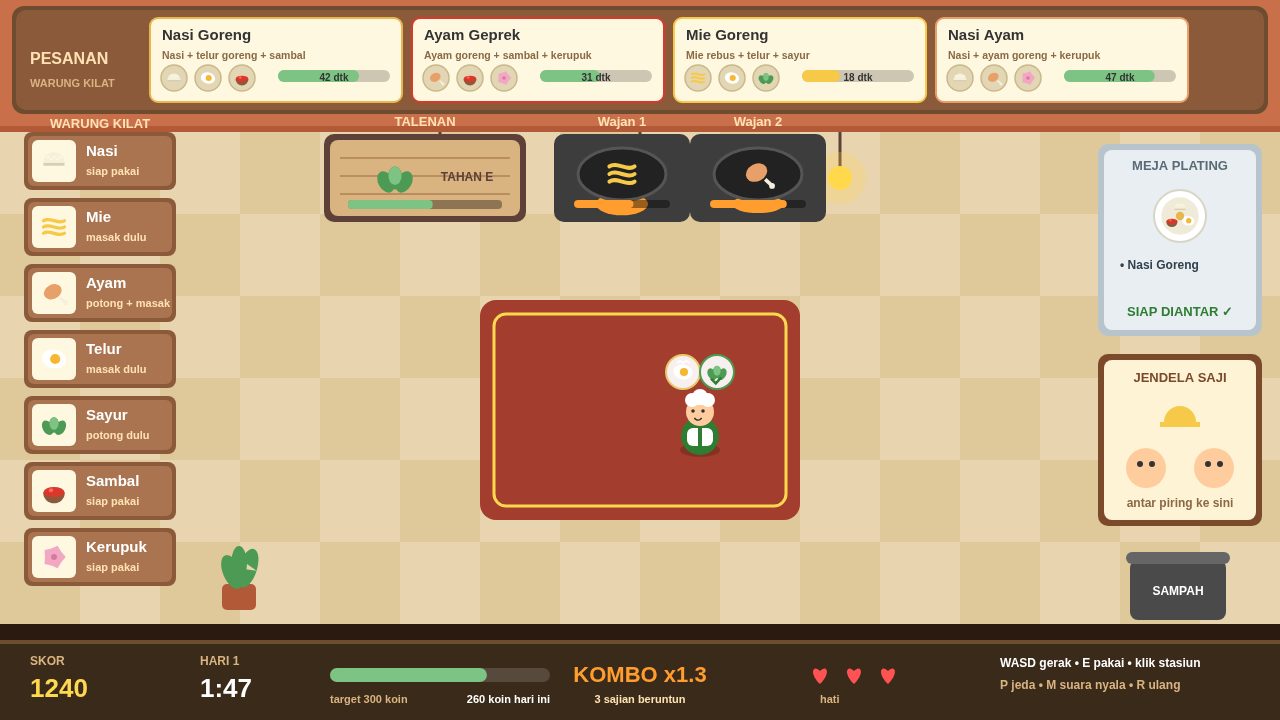 PESANAN
WARUNG KILAT
Nasi Goreng
Nasi + telur goreng + sambal
42 dtk
Ayam Geprek
Ayam goreng + sambal + kerupuk
31 dtk
Mie Goreng
Mie rebus + telur + sayur
18 dtk
Nasi Ayam
Nasi + ayam goreng + kerupuk
47 dtk
WARUNG KILAT
TALENAN
Wajan 1
Wajan 2
TAHAN E
Nasi
siap pakai
Mie
masak dulu
Ayam
potong + masak
Telur
masak dulu
Sayur
potong dulu
Sambal
siap pakai
Kerupuk
siap pakai
MEJA PLATING
• Nasi Goreng
SIAP DIANTAR ✓
JENDELA SAJI
antar piring ke sini
SAMPAH
SKOR
1240
HARI 1
1:47
target 300 koin
260 koin hari ini
KOMBO x1.3
3 sajian beruntun
hati
WASD gerak • E pakai • klik stasiun
P jeda • M suara nyala • R ulang